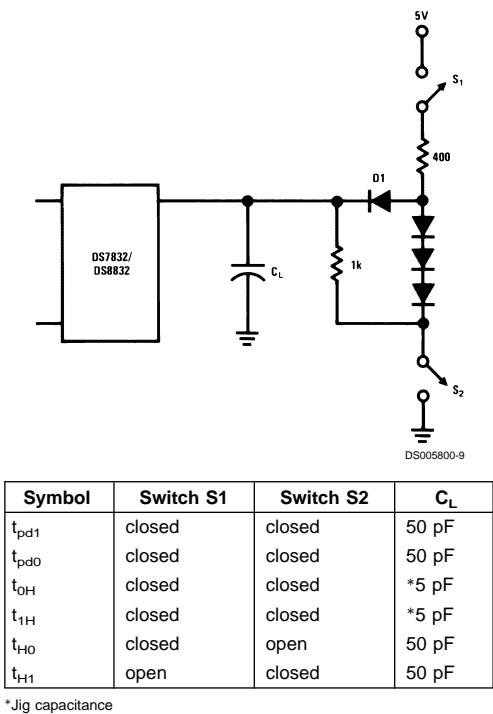 5V
S1
400
D1
DS7832/
DS8832
CL
1k
S2
DS005800-9
Symbol Switch S1 Switch S2 CL
tpd1 closed closed 50 pF
tpd0 closed closed 50 pF
t0H closed closed *5 pF
t1H closed closed *5 pF
tH0 closed open 50 pF
tH1 open closed 50 pF
*Jig capacitance